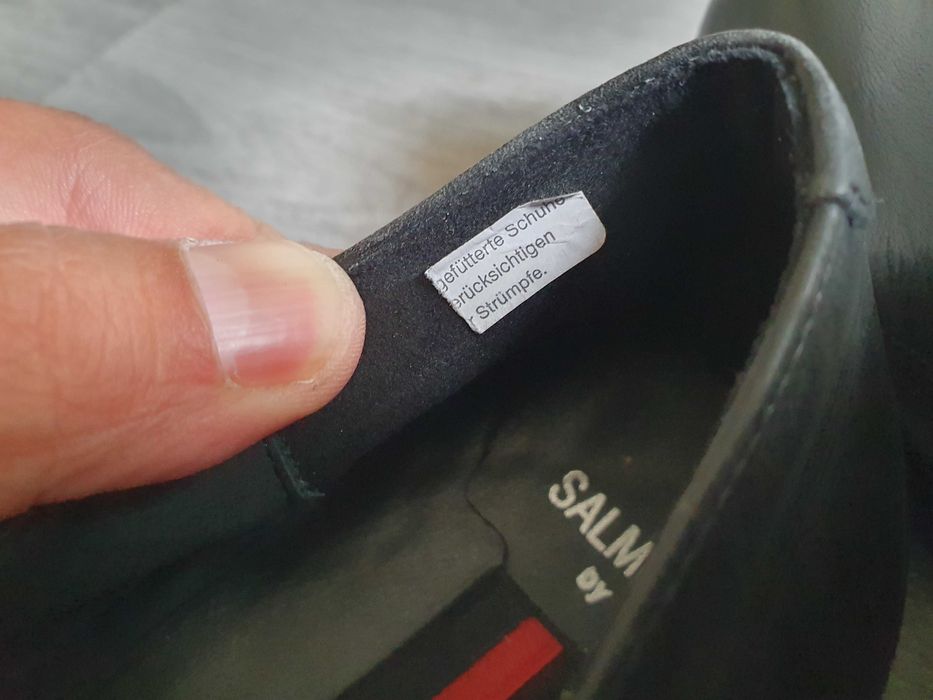 gefütterte Schuhe
erücksichtigen
r Strümpfe.
SALM
by